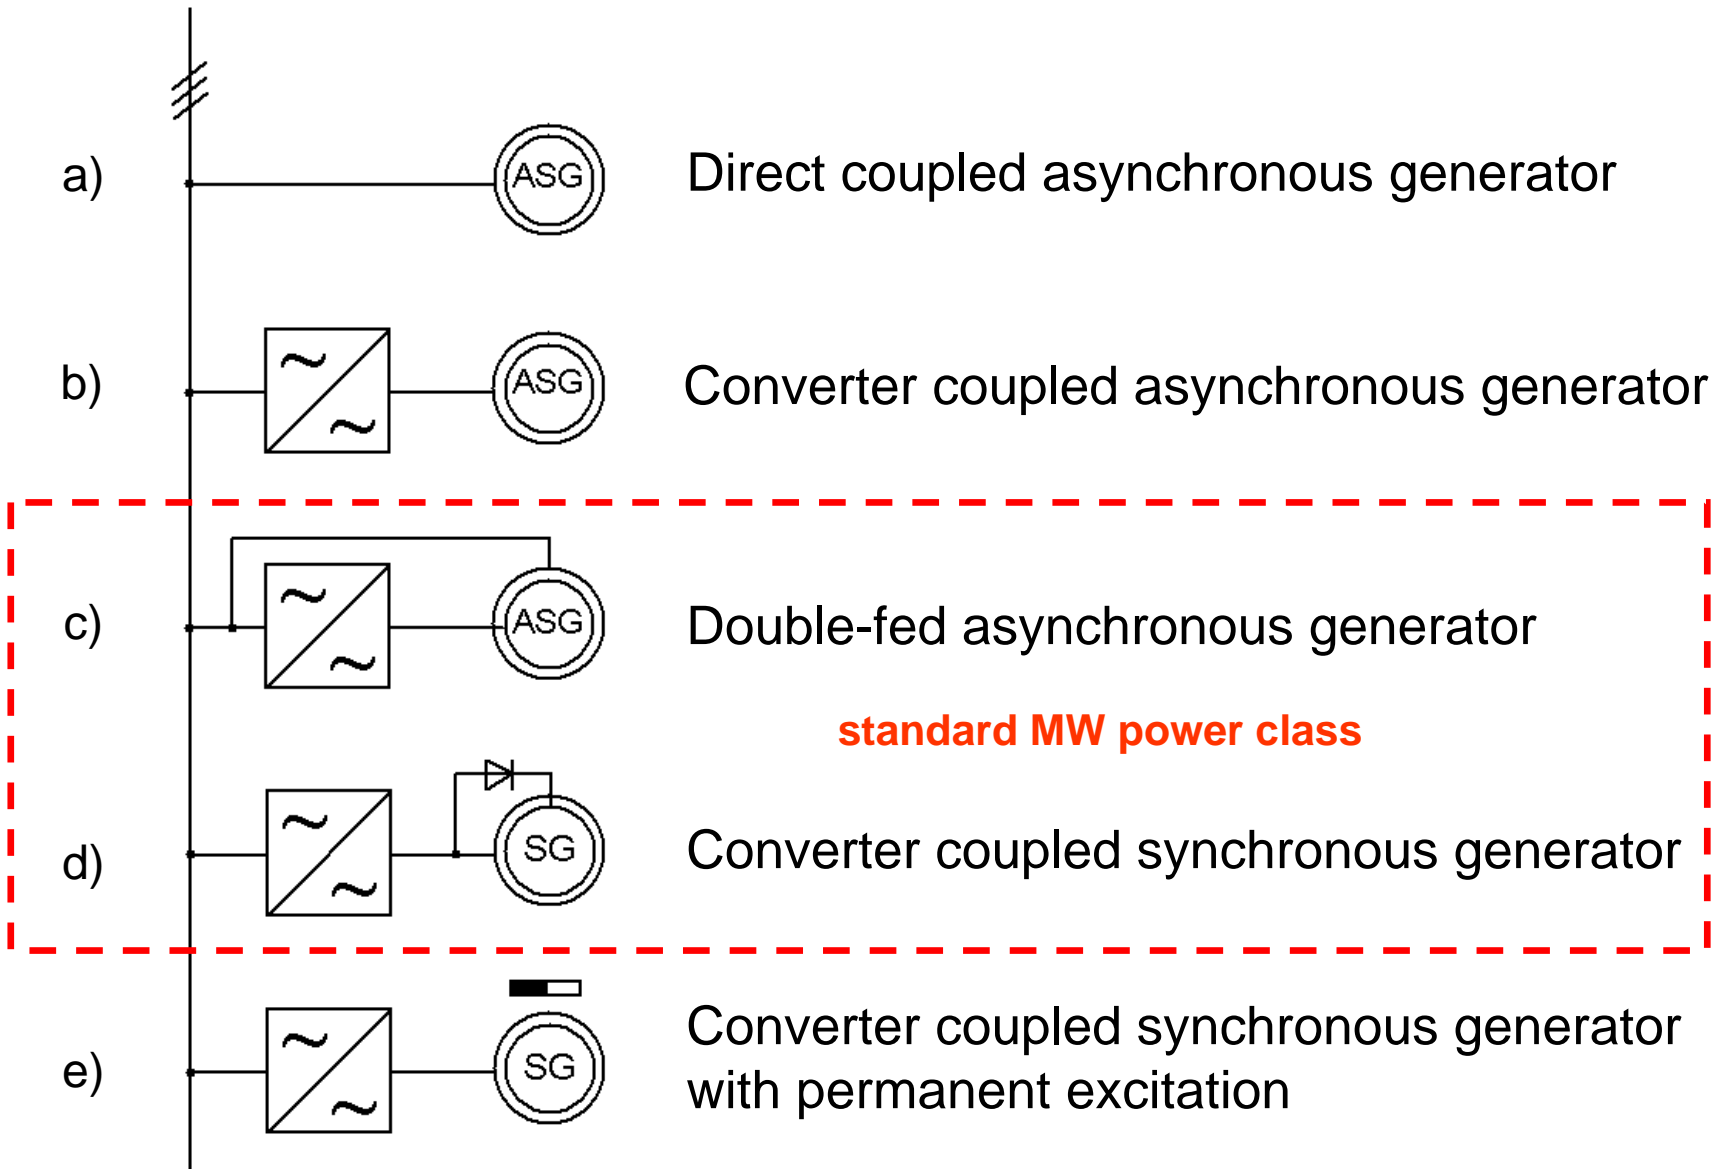 a) ASG Direct coupled asynchronous generator
b) ~ ~ ASG Converter coupled asynchronous generator
c) ~ ~ ASG Double-fed asynchronous generator
standard MW power class
d) ~ ~ SG Converter coupled synchronous generator
e) ~ ~ SG Converter coupled synchronous generator
with permanent excitation